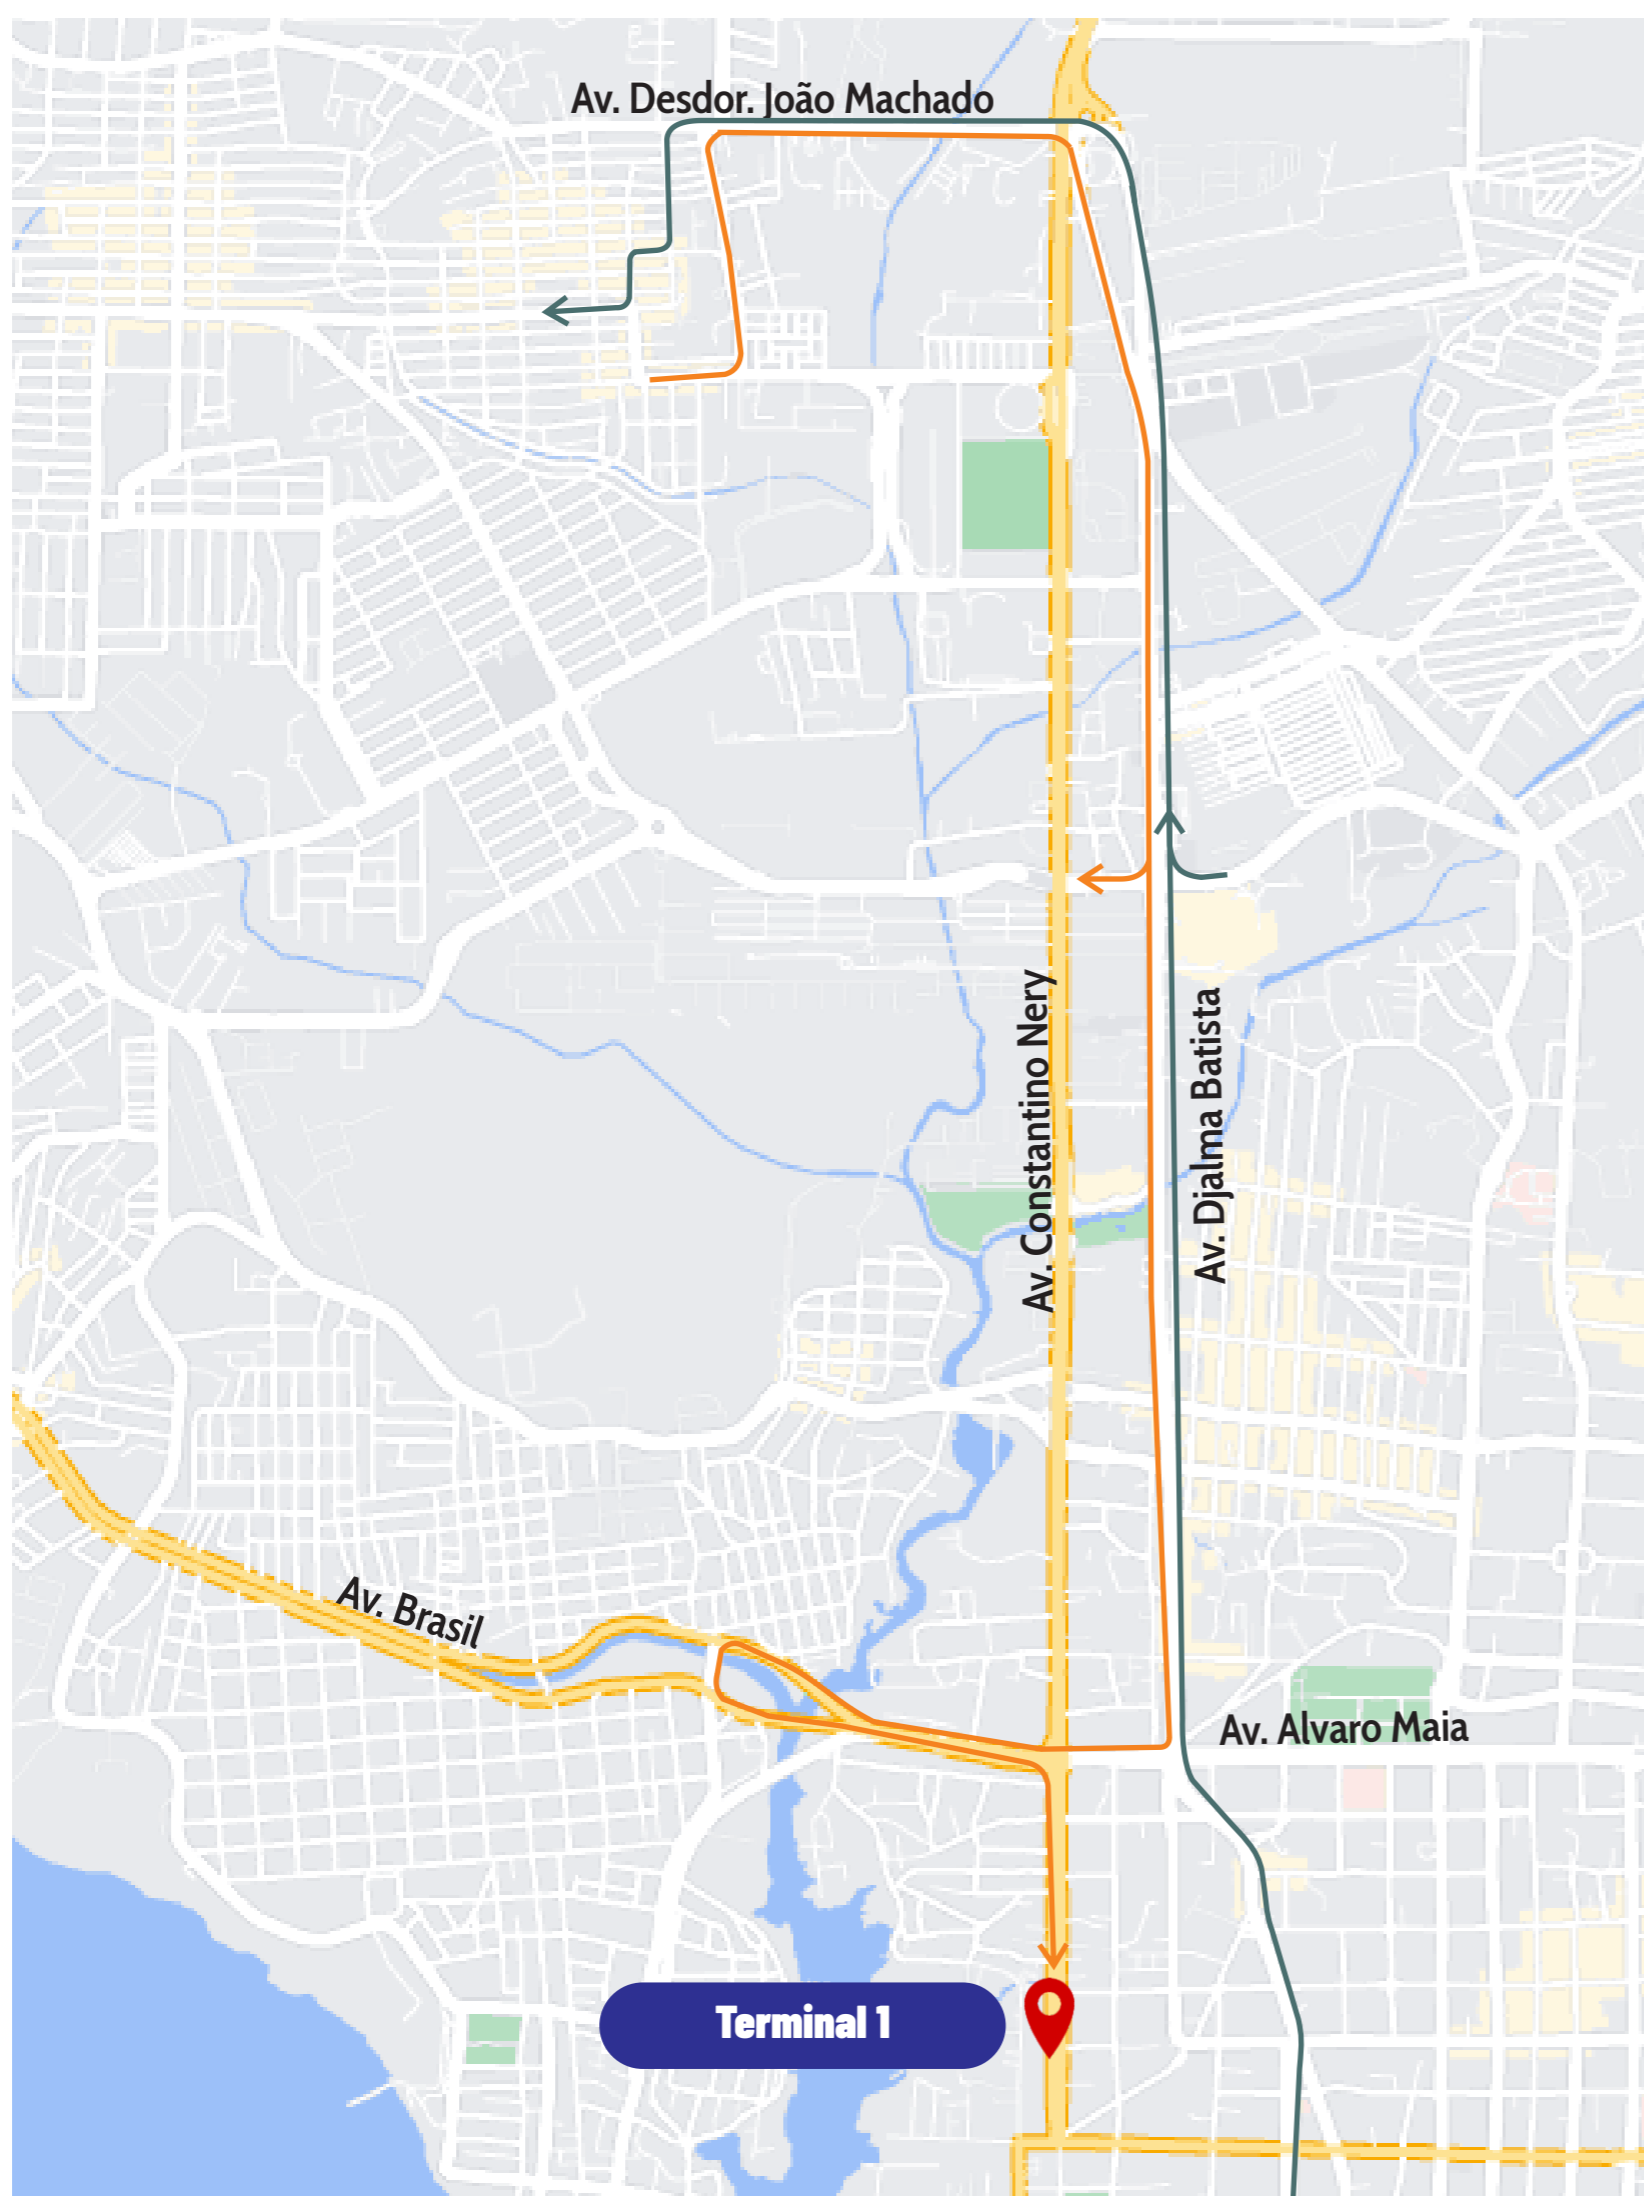 Av. Desdor. João Machado
Av. Constantino Nery
Av. Djalma Batista
Av. Brasil
Av. Alvaro Maia
Terminal 1